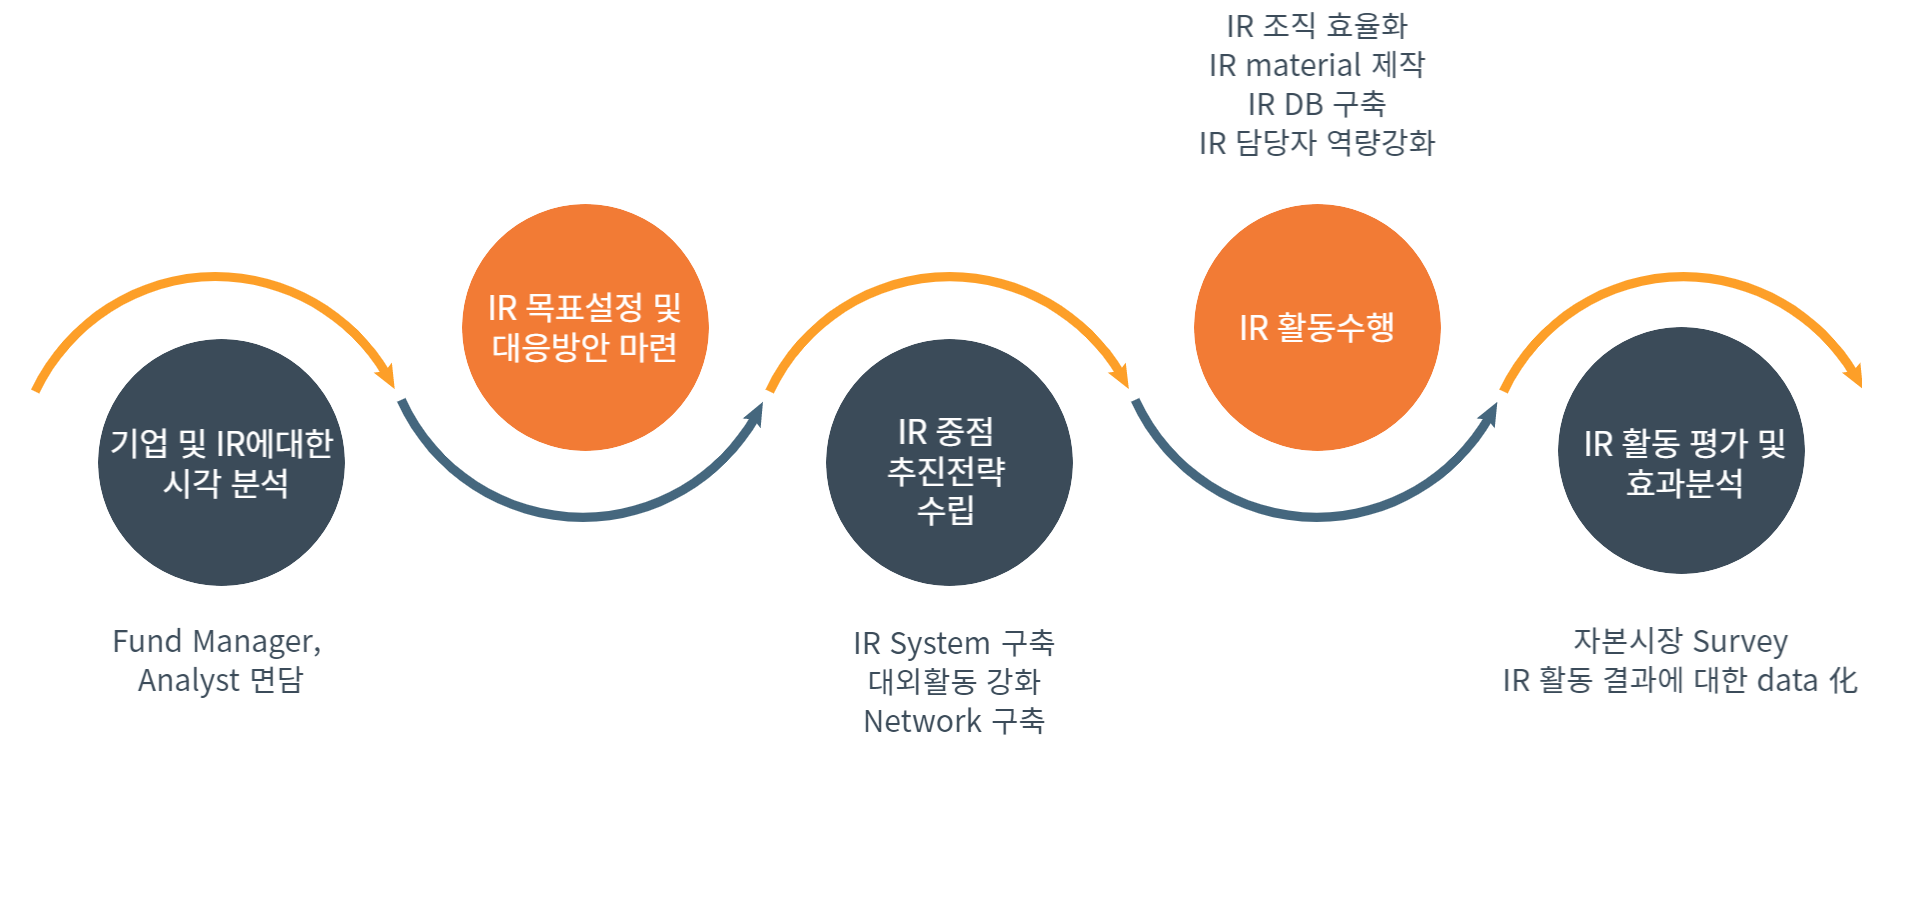 IR 조직 효율화
IR material 제작
IR DB 구축
IR 담당자 역량강화
기업 및 IR에대한
시각 분석
Fund Manager,
Analyst 면담
IR 목표설정 및
대응방안 마련
IR 중점
추진전략
수립
IR System 구축
대외활동 강화
Network 구축
IR 활동수행
IR 활동 평가 및
효과분석
자본시장 Survey
IR 활동 결과에 대한 data 化